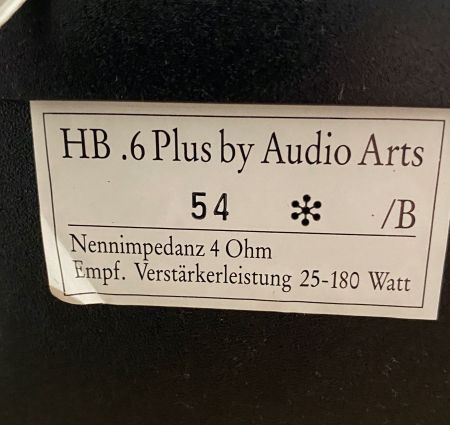 HB .6 Plus by Audio Arts
54 * /B
Nennimpedanz 4 Ohm
Empf. Verstärkerleistung 25-180 Watt